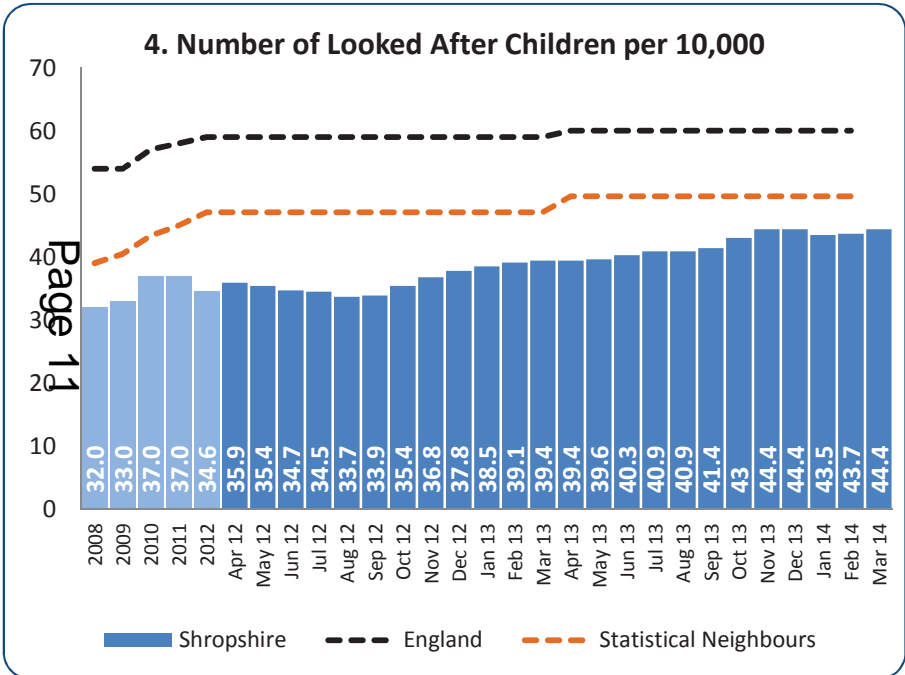 4. Number of Looked After Children per 10,000
70
60
50
40
30
20
10
0
Page 11
32.0 33.0 37.0 37.0 34.6 35.9 35.4 34.7 34.5 33.7 33.9 35.4 36.8 37.8 38.5 39.1 39.4 39.4 39.6 40.3 40.9 40.9 41.4 43 44.4 44.4 43.5 43.7 44.4
2008 2009 2010 2011 2012 Apr 12 May 12 Jun 12 Jul 12 Aug 12 Sep 12 Oct 12 Nov 12 Dec 12 Jan 13 Feb 13 Mar 13 Apr 13 May 13 Jun 13 Jul 13 Aug 13 Sep 13 Oct 13 Nov 13 Dec 13 Jan 14 Feb 14 Mar 14
Shropshire England Statistical Neighbours